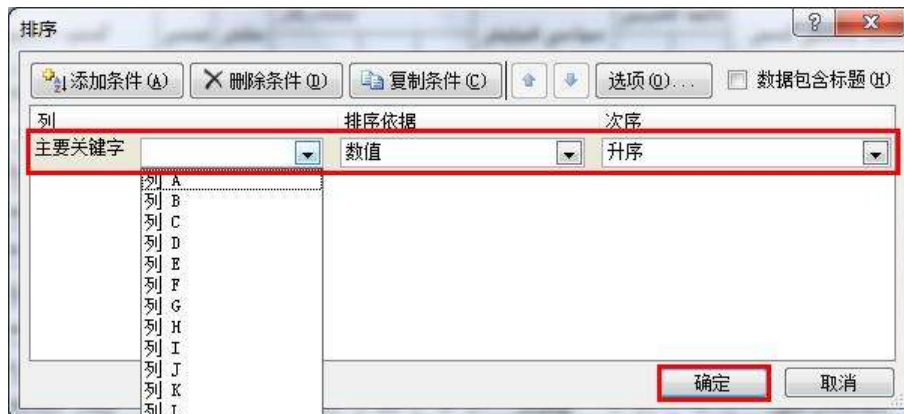 排序
添加条件(A) 删除条件(D) 复制条件(C) 选项(O)... 数据包含标题(H)
列 排序依据 次序
主要关键字 数值 升序
列 A
列 B
列 C
列 D
列 E
列 F
列 G
列 H
列 I
列 J
列 K
列 L
确定 取消